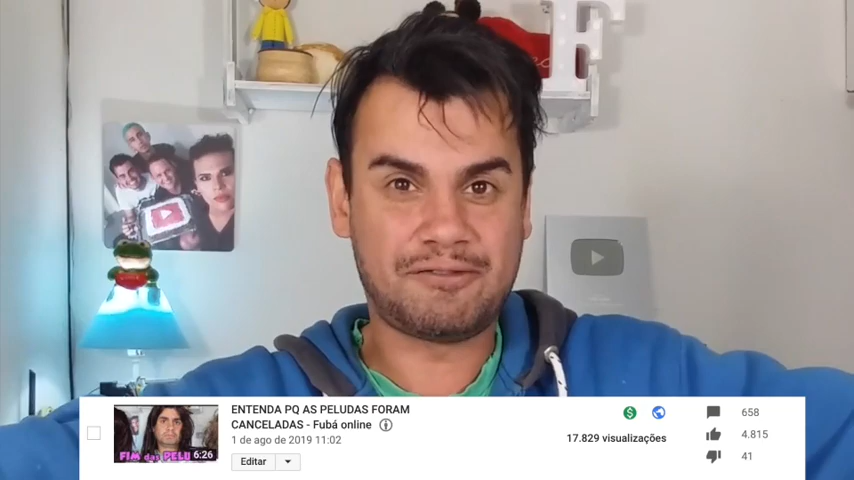 F
ENTENDA PQ AS PELUDAS FORAM
CANCELADAS - Fubá online
1 de ago de 2019 11:02
Editar
FIM das PELU
6:26
17.829 visualizações
658
4.815
41